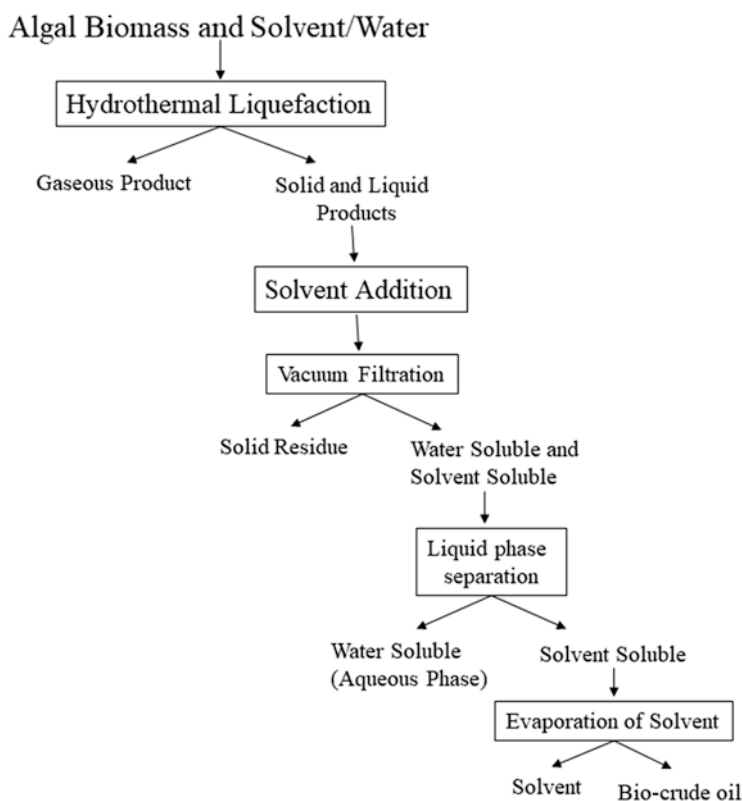 Algal Biomass and Solvent/Water
Hydrothermal Liquefaction
Gaseous Product
Solid and Liquid
Products
Solvent Addition
Vacuum Filtration
Solid Residue
Water Soluble and
Solvent Soluble
Liquid phase
separation
Water Soluble
(Aqueous Phase)
Solvent Soluble
Evaporation of Solvent
Solvent
Bio-crude oil